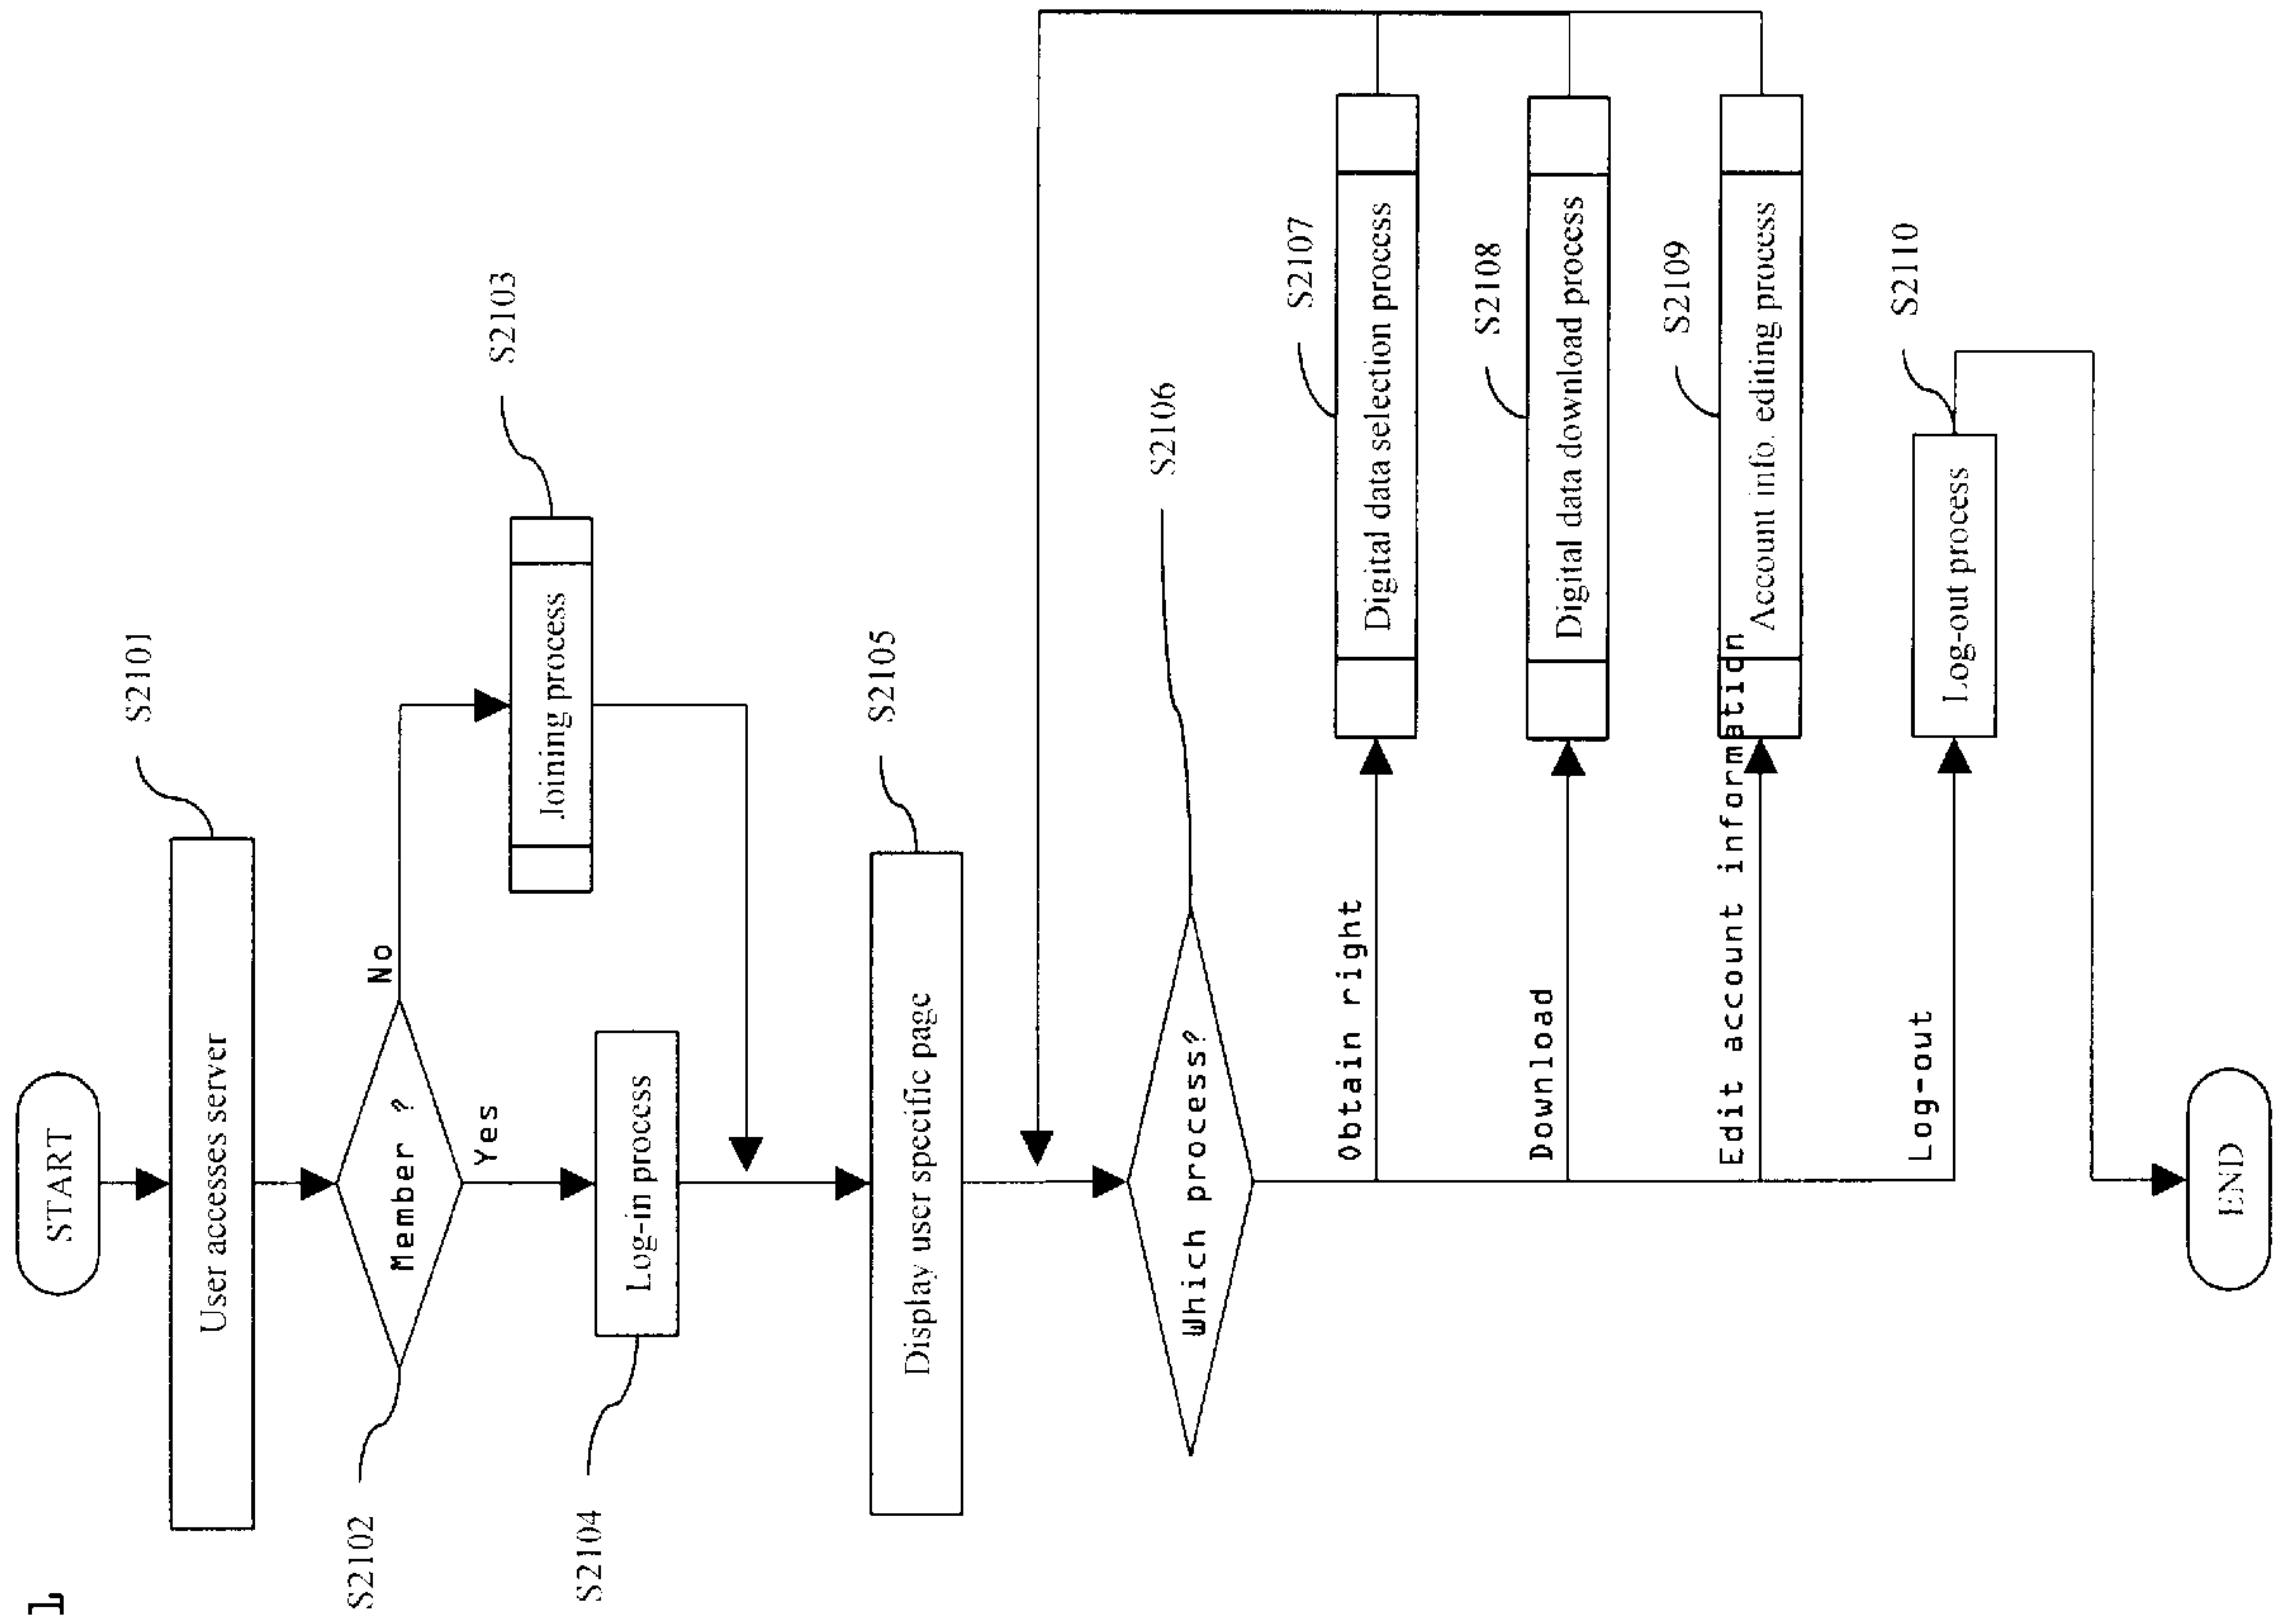 1
START
S2101
User accesses server
S2102
Member ?
No
Yes
S2103
Joining process
S2104
Log-in process
S2105
Display user specific page
S2106
Which process?
Obtain right
S2107
Digital data selection process
Download
S2108
Digital data download process
Edit account information
S2109
Account info. editing process
Log-out
S2110
Log-out process
END